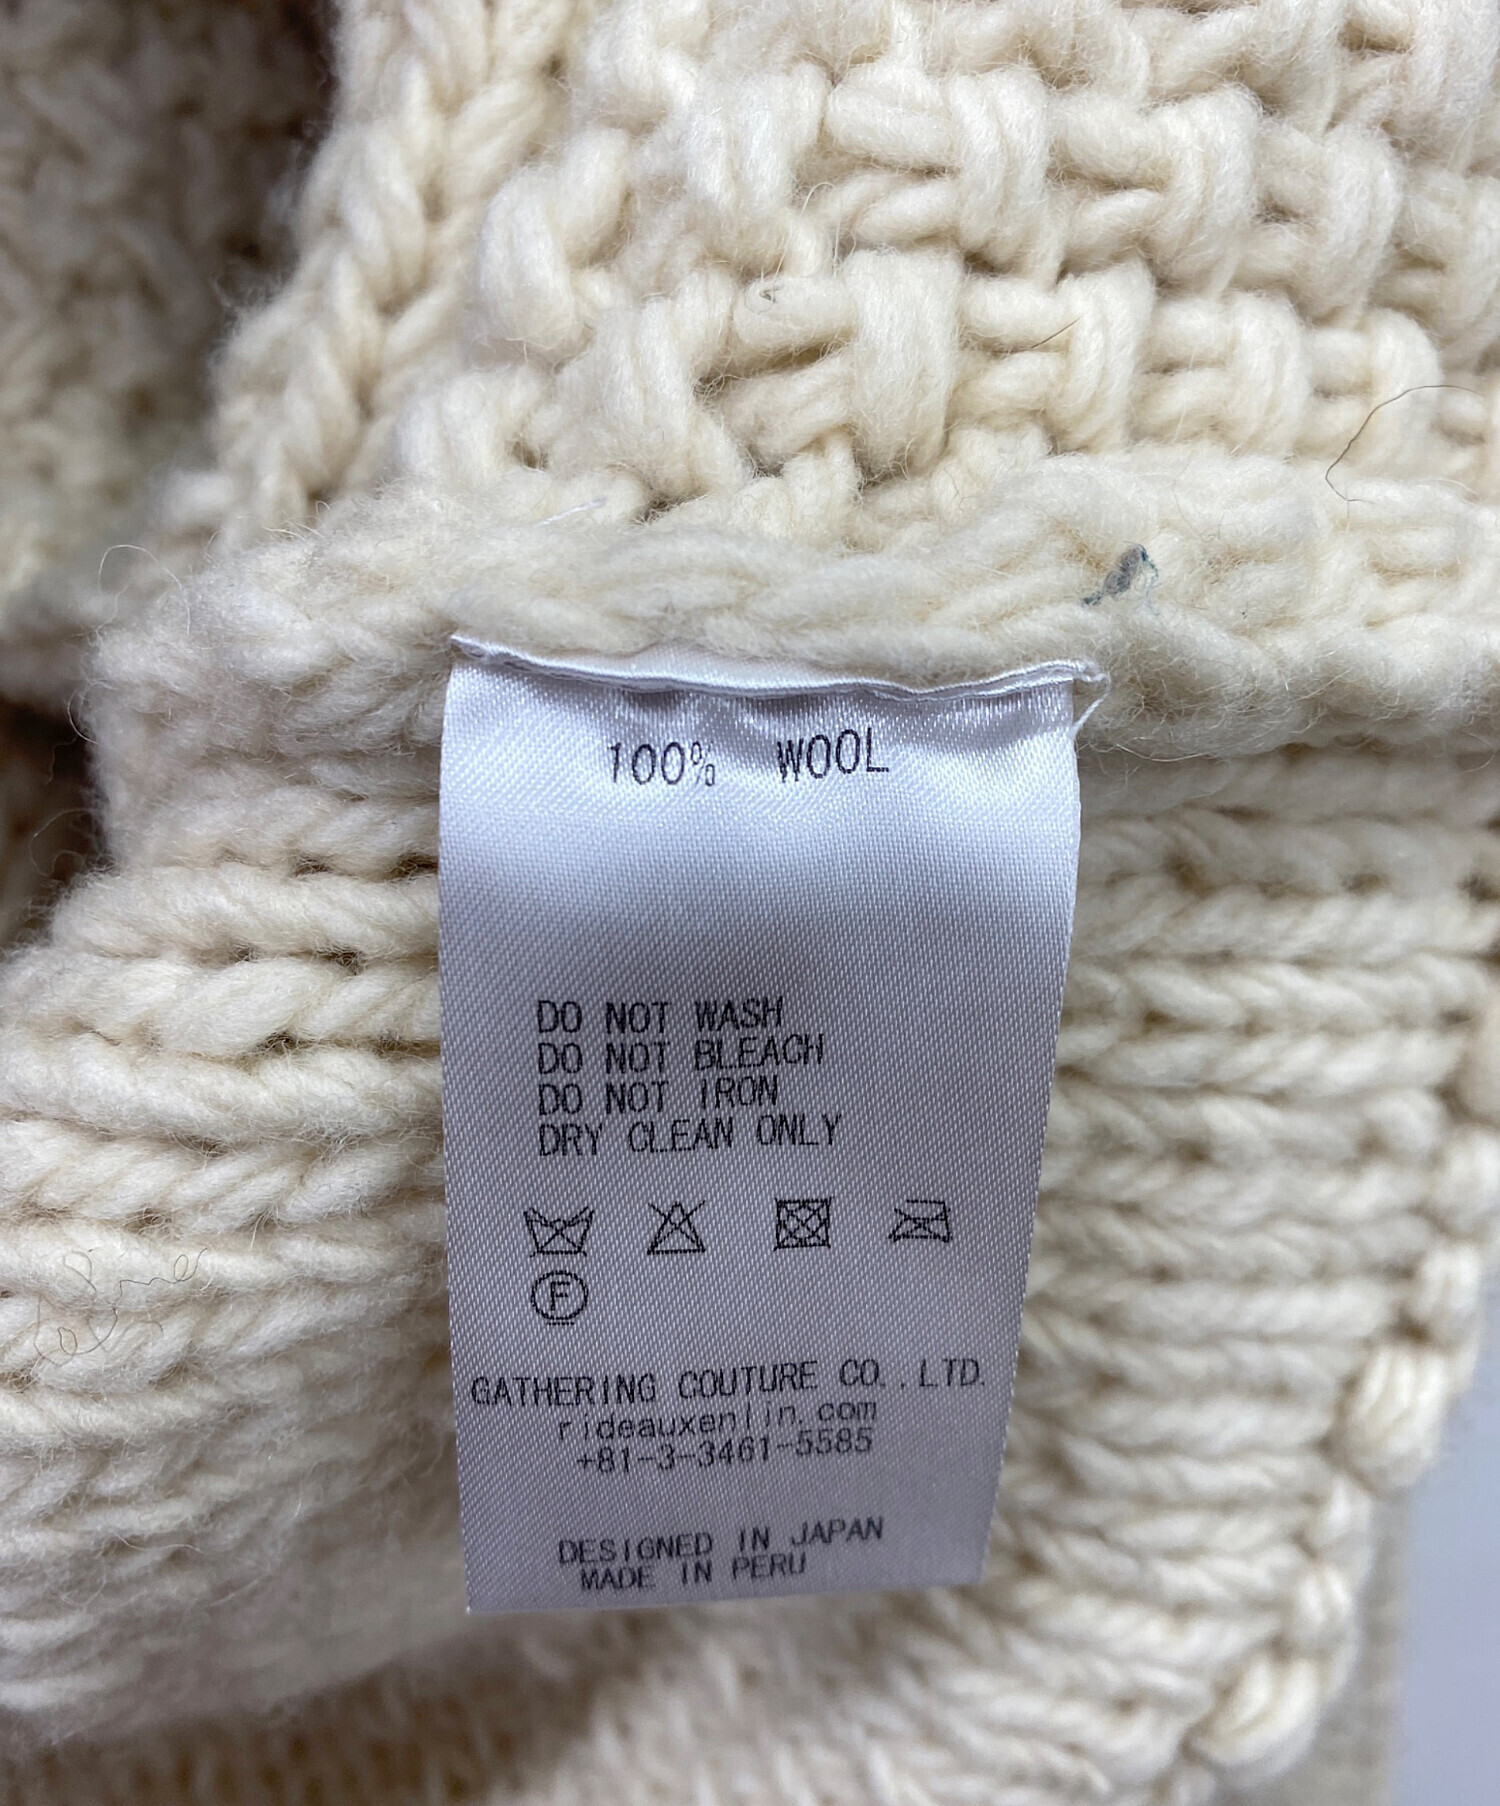 100% WOOL
DO NOT WASH
DO NOT BLEACH
DO NOT IRON
DRY CLEAN ONLY
F
GATHERING COUTURE CO.,LTD.
rideauxenlin.com
+81-3-3461-5585
DESIGNED IN JAPAN
MADE IN PERU